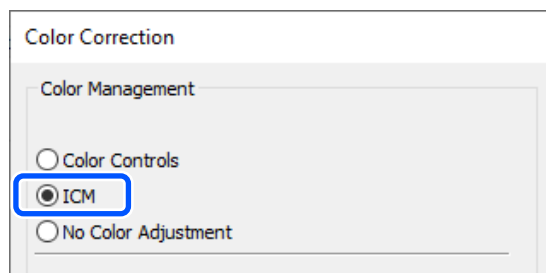 Color Correction
Color Management
Color Controls
ICM
No Color Adjustment